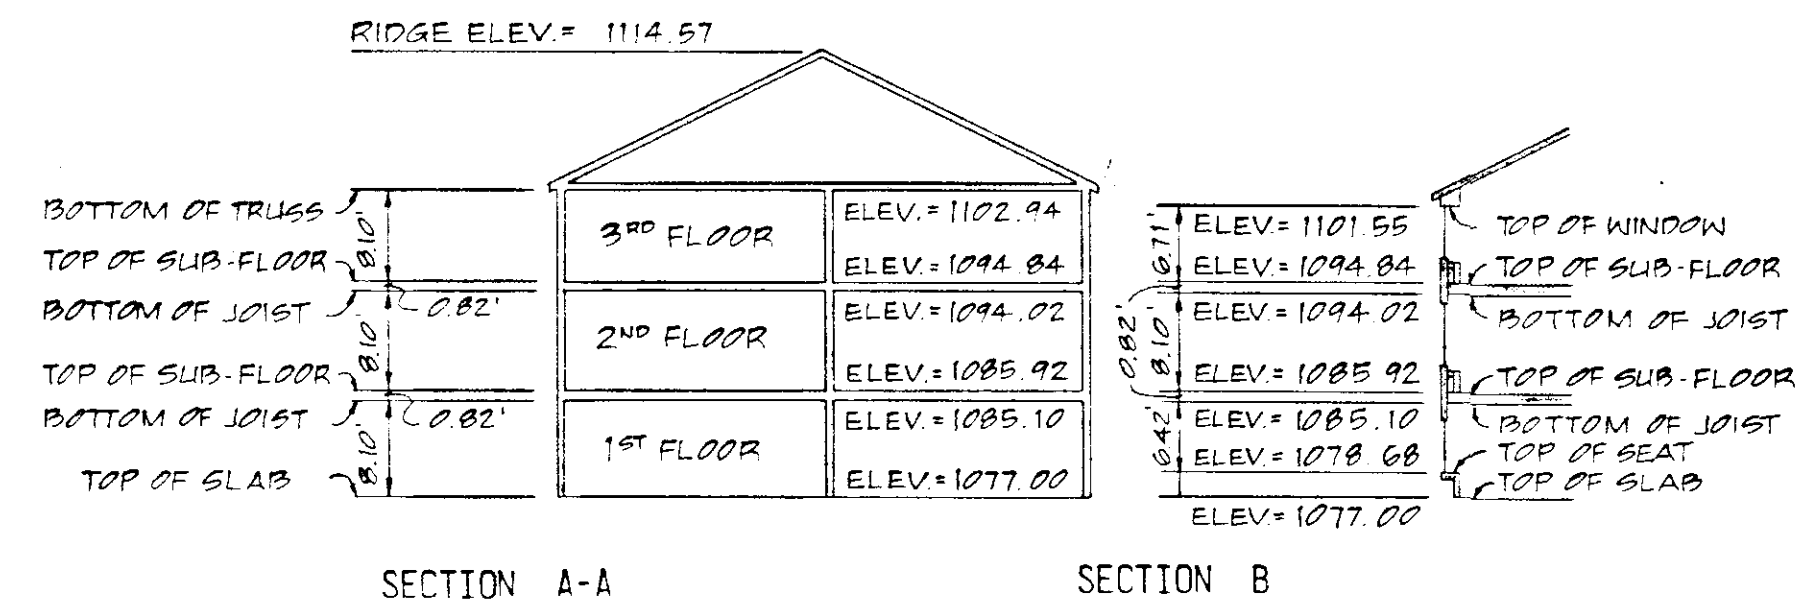 RIDGE ELEV.= 1114.57
BOTTOM OF TRUSS
TOP OF SUB-FLOOR
BOTTOM OF JOIST
TOP OF SUB-FLOOR
BOTTOM OF JOIST
TOP OF SLAB
8.10'
0.82'
8.10'
0.82'
8.10'
3RD FLOOR
2ND FLOOR
1ST FLOOR
ELEV.= 1102.94
ELEV.= 1094.84
ELEV.= 1094.02
ELEV.= 1085.92
ELEV.= 1085.10
ELEV.= 1077.00
6.71'
0.82'
8.10'
6.42'
ELEV.= 1101.55
ELEV.= 1094.84
ELEV.= 1094.02
ELEV.= 1085.92
ELEV.= 1085.10
ELEV.= 1078.68
ELEV.= 1077.00
TOP OF WINDOW
TOP OF SUB-FLOOR
BOTTOM OF JOIST
TOP OF SUB-FLOOR
BOTTOM OF JOIST
TOP OF SEAT
TOP OF SLAB
SECTION A-A
SECTION B